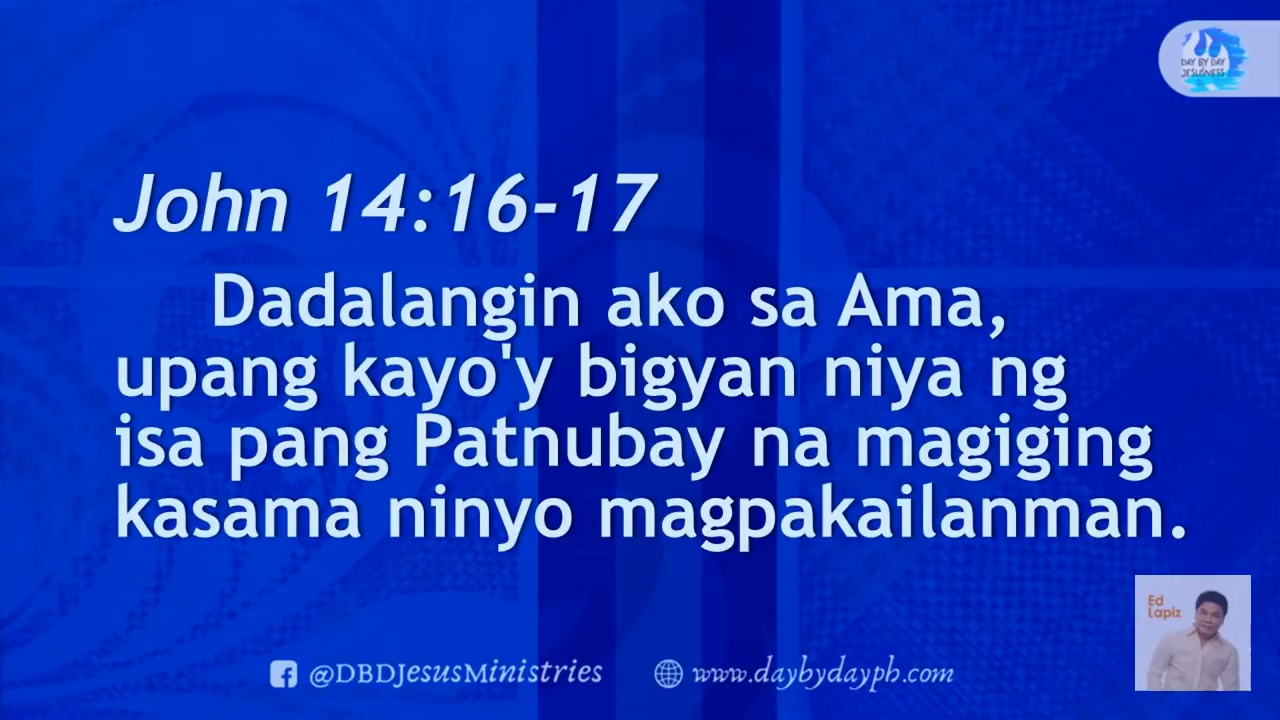 DAY BY DAY
JESUSNESS
John 14:16-17
Dadalangin ako sa Ama,
upang kayo'y bigyan niya ng
isa pang Patnubay na magiging
kasama ninyo magpakailanman.
Ed
Lapiz
@DBDJesusMinistries
www.daybydayph.com